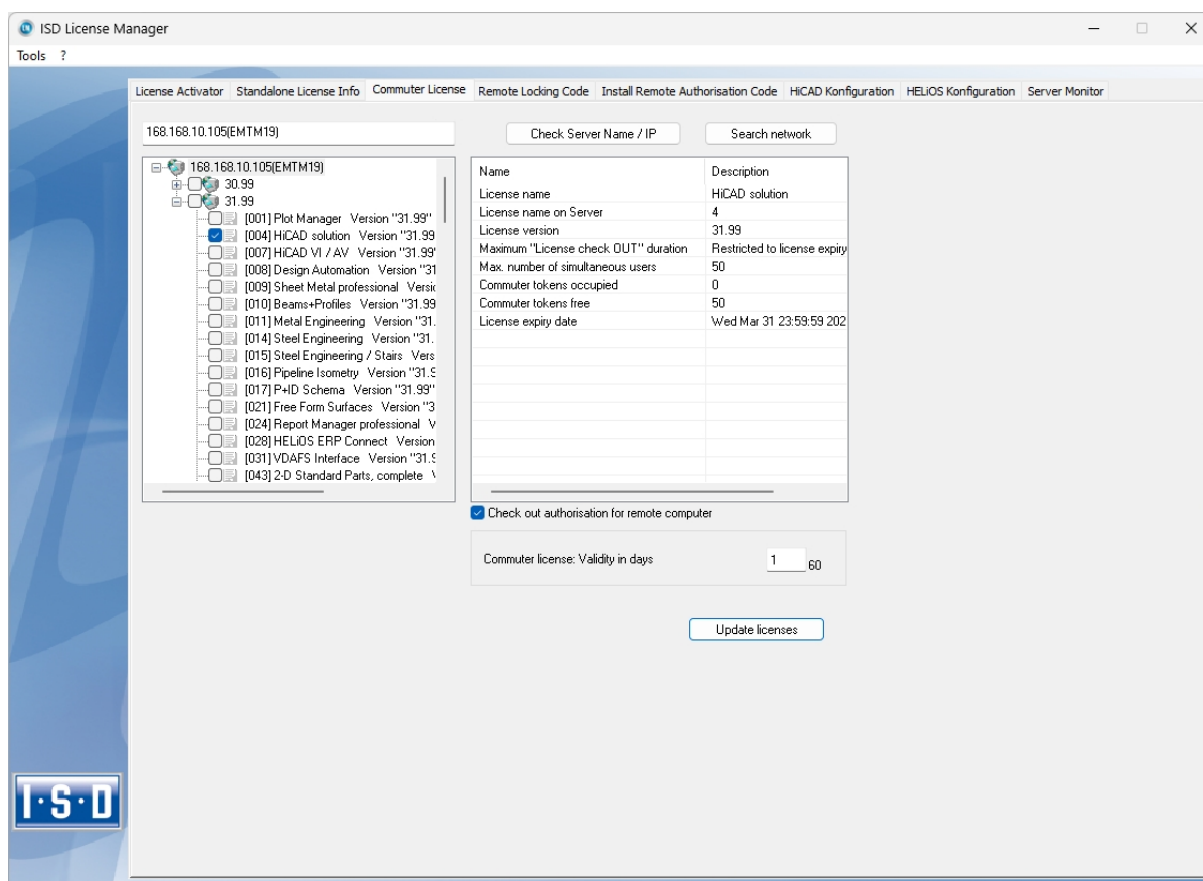 ISD License Manager
Tools ?
License Activator Standalone License Info Commuter License Remote Locking Code Install Remote Authorisation Code HiCAD Konfiguration HELiOS Konfiguration Server Monitor
168.168.10.105(EMTM19)
Check Server Name / IP
Search network
168.168.10.105(EMTM19)
30.99
31.99
[001] Plot Manager Version "31.99"
[004] HiCAD solution Version "31.99
[007] HiCAD VI / AV Version "31.99"
[008] Design Automation Version "31
[009] Sheet Metal professional Versic
[010] Beams+Profiles Version "31.99
[011] Metal Engineering Version "31.
[014] Steel Engineering Version "31.
[015] Steel Engineering / Stairs Vers
[016] Pipeline Isometry Version "31.9
[017] P+ID Schema Version "31.99"
[021] Free Form Surfaces Version "3
[024] Report Manager professional V
[028] HELiOS ERP Connect Version
[031] VDAFS Interface Version "31.9
[043] 2-D Standard Parts, complete
Name Description
License name HiCAD solution
License name on Server 4
License version 31.99
Maximum "License check OUT" duration Restricted to license expiry
Max. number of simultaneous users 50
Commuter tokens occupied 0
Commuter tokens free 50
License expiry date Wed Mar 31 23:59:59 202
Check out authorisation for remote computer
Commuter license: Validity in days 1 60
Update licenses
I·S·D